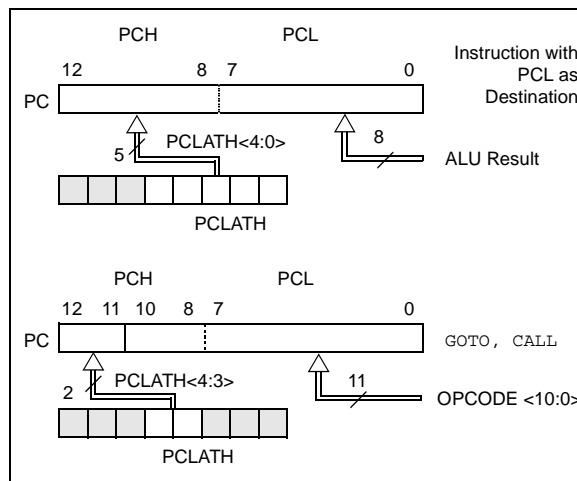 PCH PCL
12 8 7 0
Instruction with
PCL as
Destination
PC
5 PCLATH<4:0>
8
ALU Result
PCLATH
PCH PCL
12 11 10 8 7 0
PC
GOTO, CALL
2 PCLATH<4:3>
11
OPCODE <10:0>
PCLATH